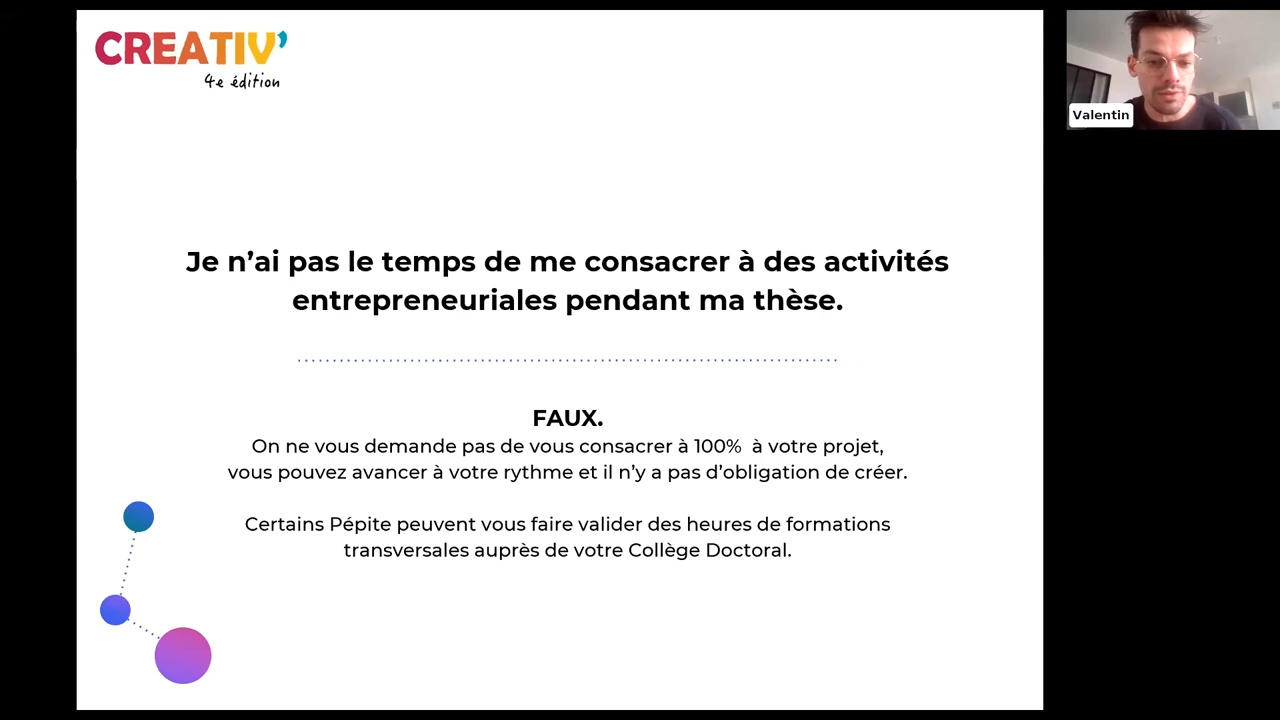 CREATIV’
4e édition
Valentin
Je n’ai pas le temps de me consacrer à des activités
entrepreneuriales pendant ma thèse.
FAUX.
On ne vous demande pas de vous consacrer à 100%  à votre projet,
vous pouvez avancer à votre rythme et il n’y a pas d’obligation de créer.
Certains Pépite peuvent vous faire valider des heures de formations
transversales auprès de votre Collège Doctoral.